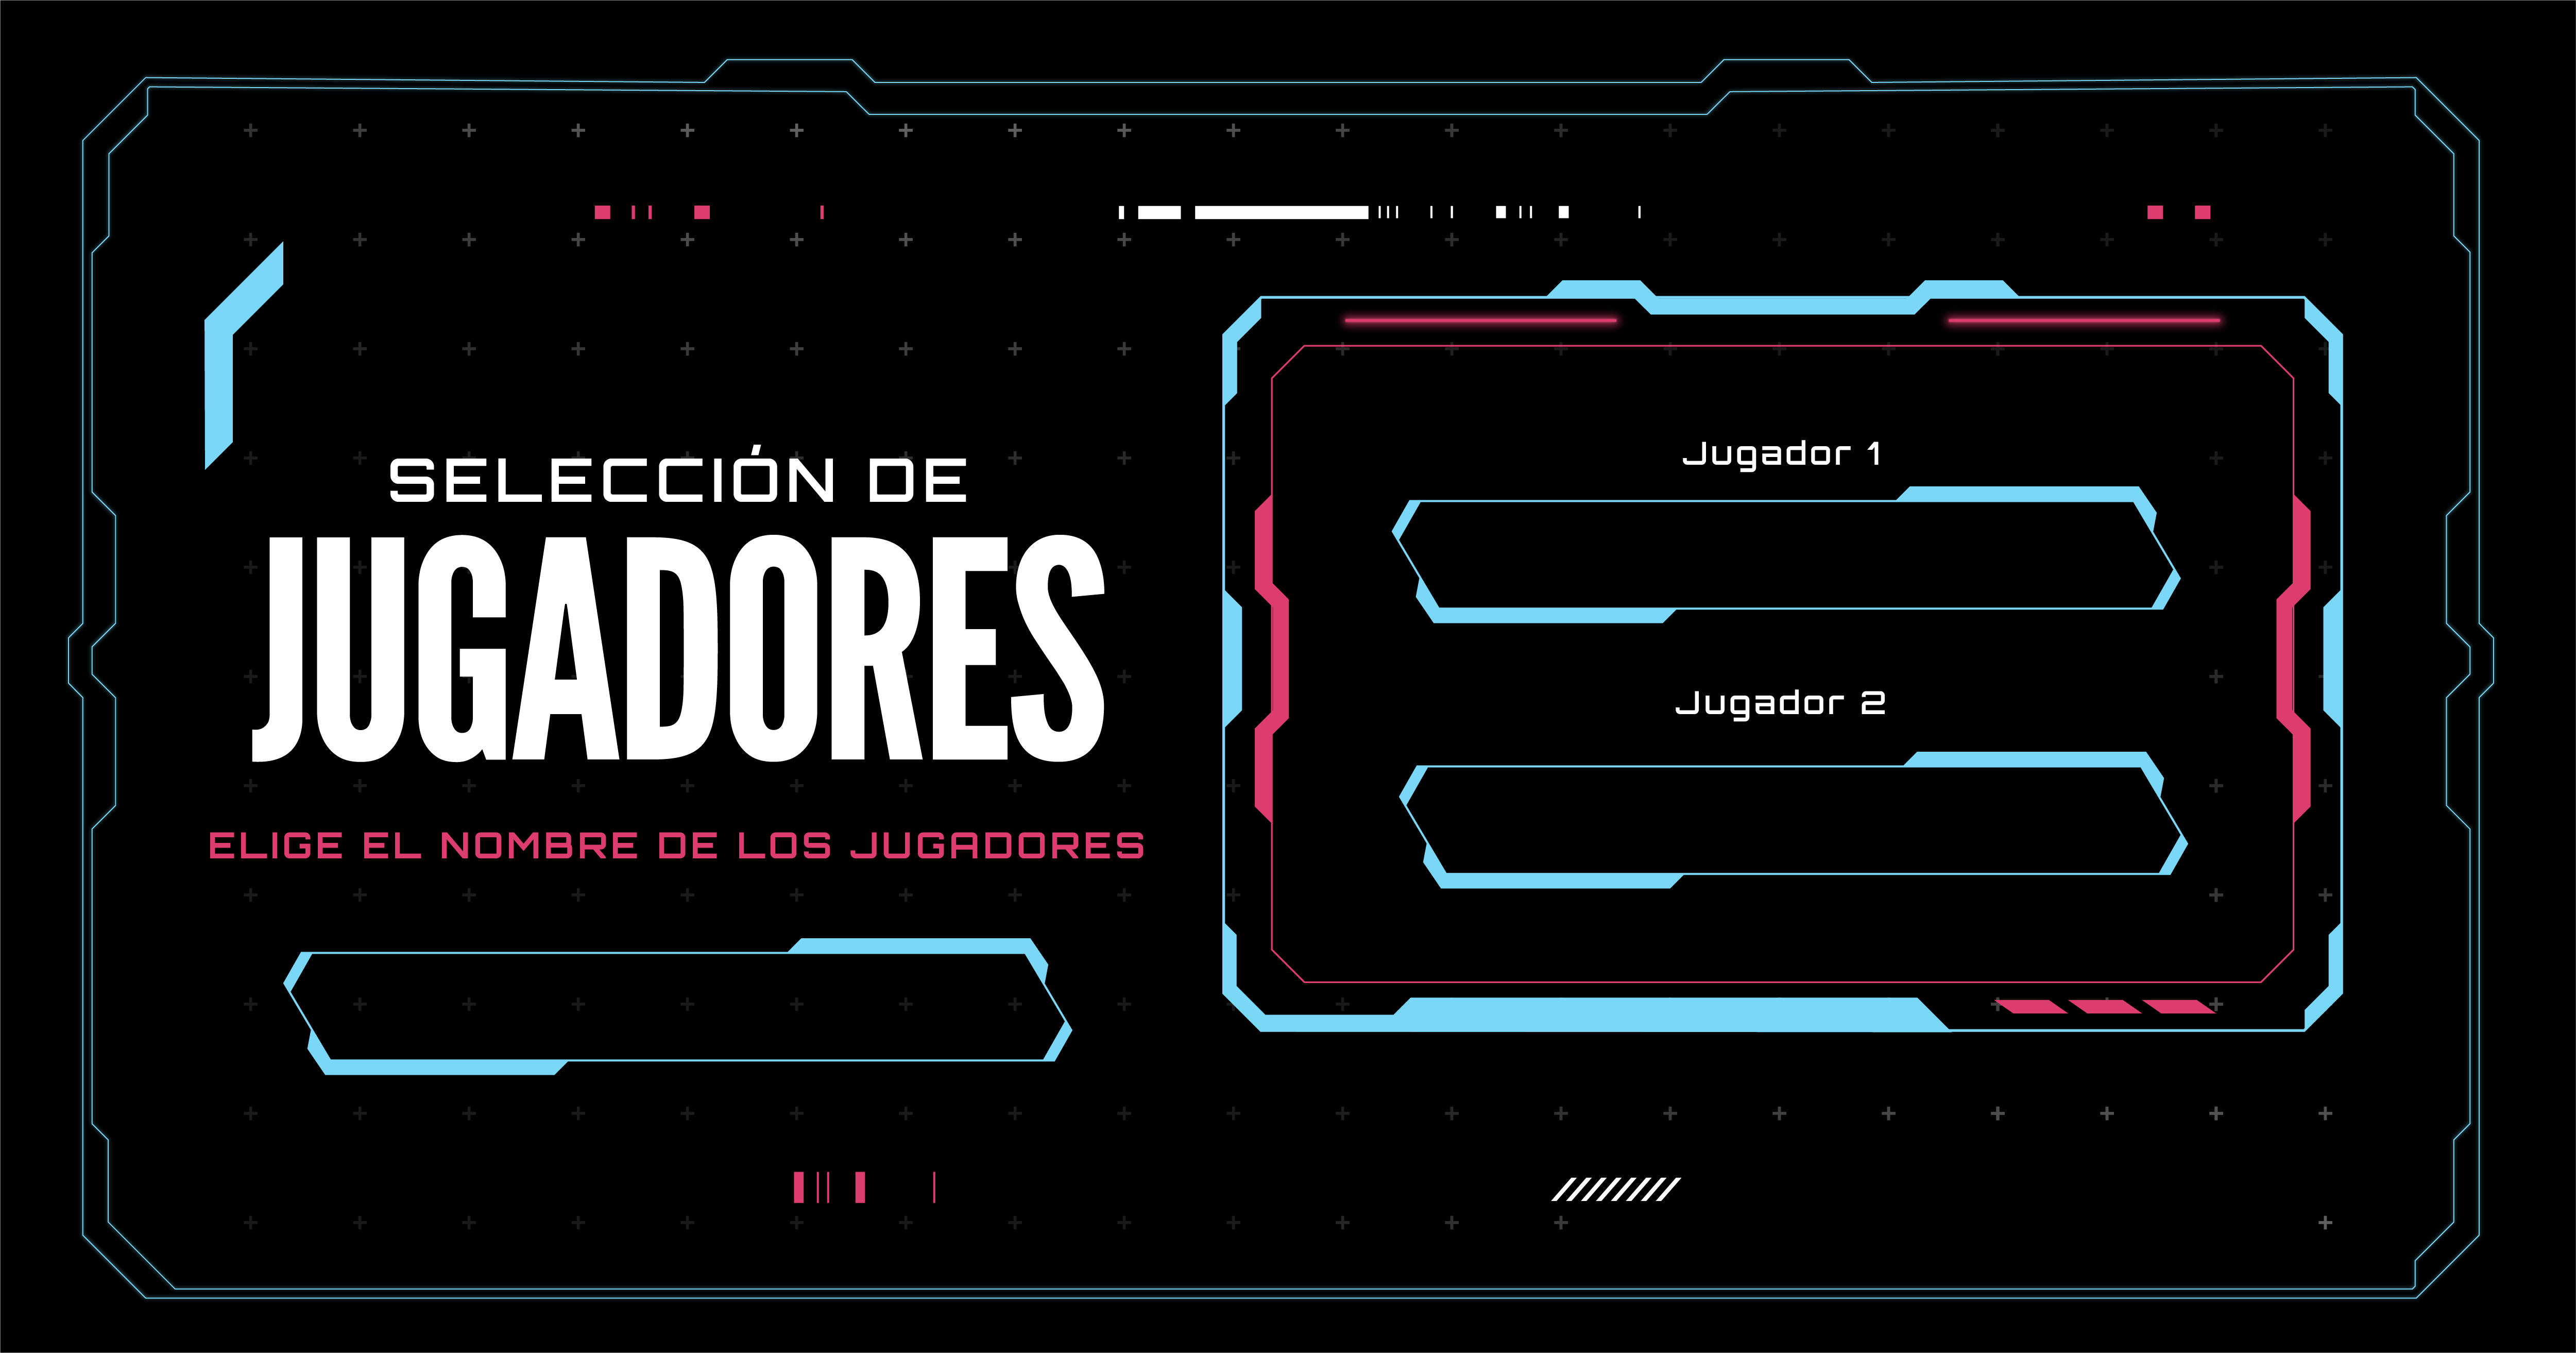 SELECCIÓN DE
JUGADORES
ELIGE EL NOMBRE DE LOS JUGADORES
Jugador 1
Jugador 2